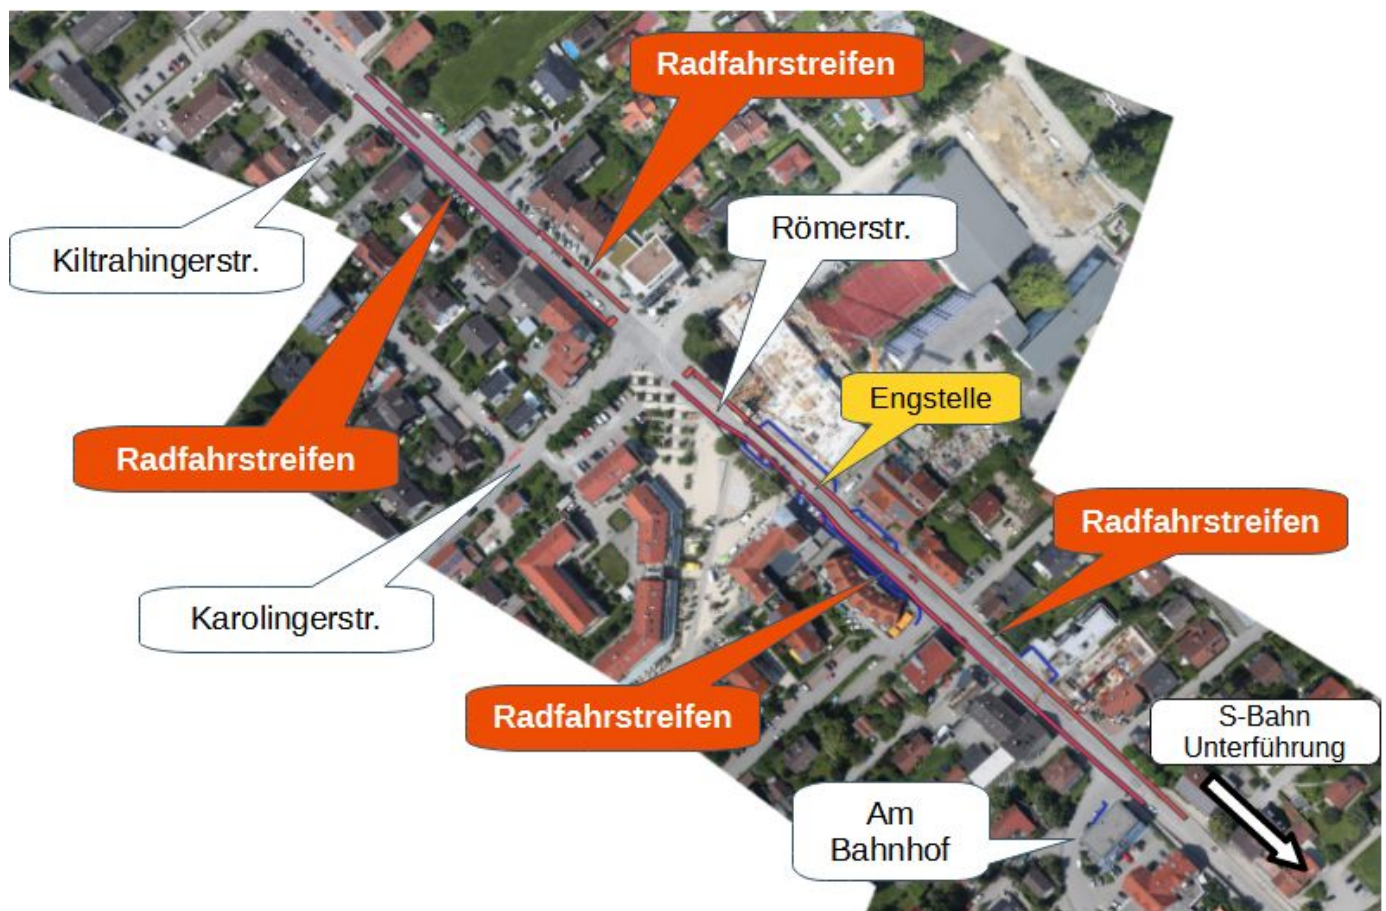 Radfahrstreifen
Römerstr.
Kiltrahingerstr.
Engstelle
Radfahrstreifen
Radfahrstreifen
Karolingerstr.
Radfahrstreifen
S-Bahn
Unterführung
Am
Bahnhof